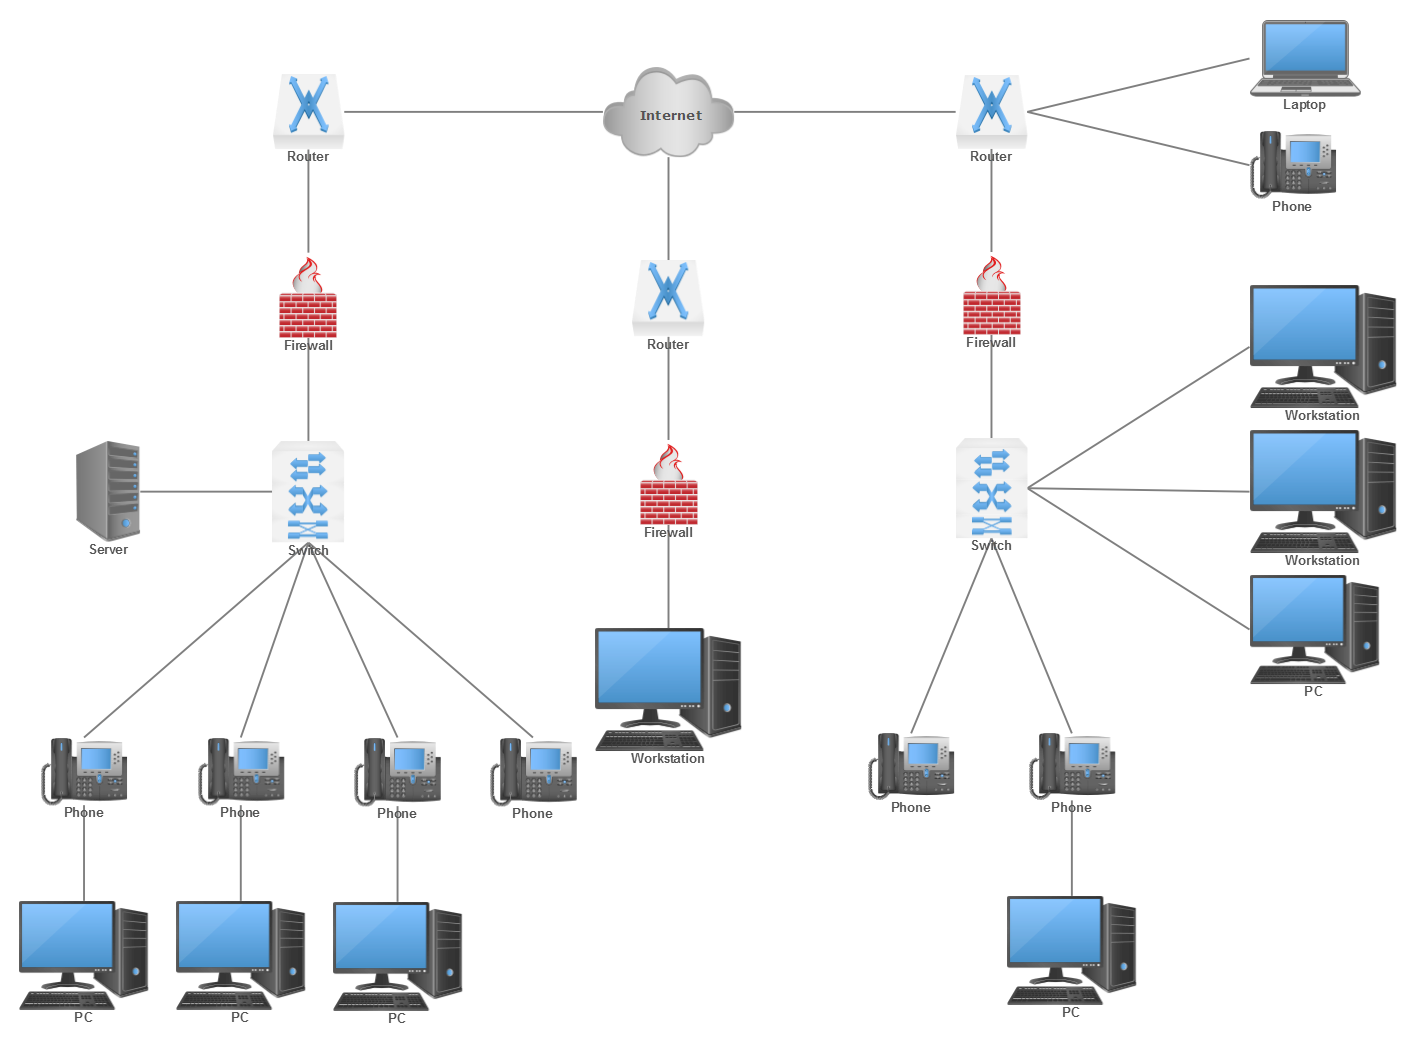 Internet
Laptop
Router
Router
Phone
Firewall
Router
Firewall
Workstation
Server
Switch
Firewall
Switch
Workstation
PC
Workstation
Phone
Phone
Phone
Phone
Phone
Phone
PC
PC
PC
PC